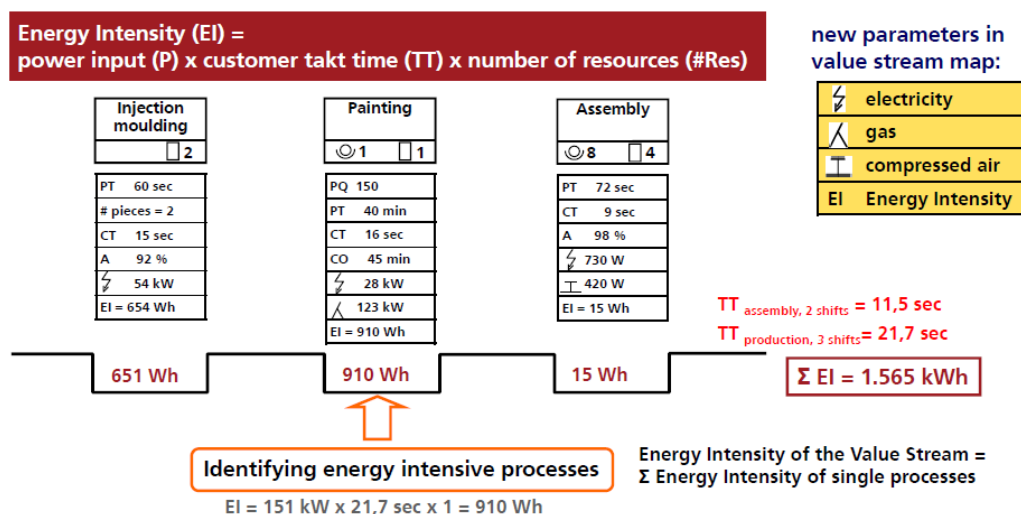 Energy Intensity (EI) =
power input (P) x customer takt time (TT) x number of resources (#Res)
new parameters in
value stream map:
electricity
gas
compressed air
EI Energy Intensity
Injection
moulding
2
PT 60 sec
# pieces = 2
CT 15 sec
A 92 %
54 kW
EI = 654 Wh
Painting
1 1
PQ 150
PT 40 min
CT 16 sec
CO 45 min
28 kW
123 kW
EI = 910 Wh
Assembly
8 4
PT 72 sec
CT 9 sec
A 98 %
730 W
420 W
EI = 15 Wh
TT assembly, 2 shifts = 11,5 sec
TT production, 3 shifts = 21,7 sec
651 Wh
910 Wh
15 Wh
Σ EI = 1.565 kWh
Identifying energy intensive processes
EI = 151 kW x 21,7 sec x 1 = 910 Wh
Energy Intensity of the Value Stream =
Σ Energy Intensity of single processes